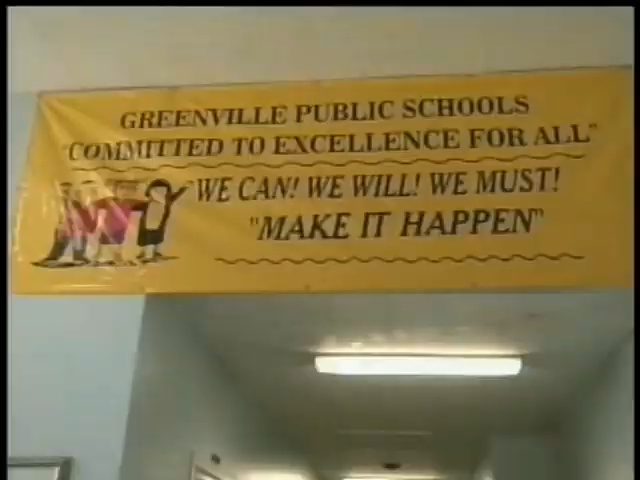 GREENVILLE PUBLIC SCHOOLS
"COMMITTED TO EXCELLENCE FOR ALL"
WE CAN! WE WILL! WE MUST!
"MAKE IT HAPPEN"